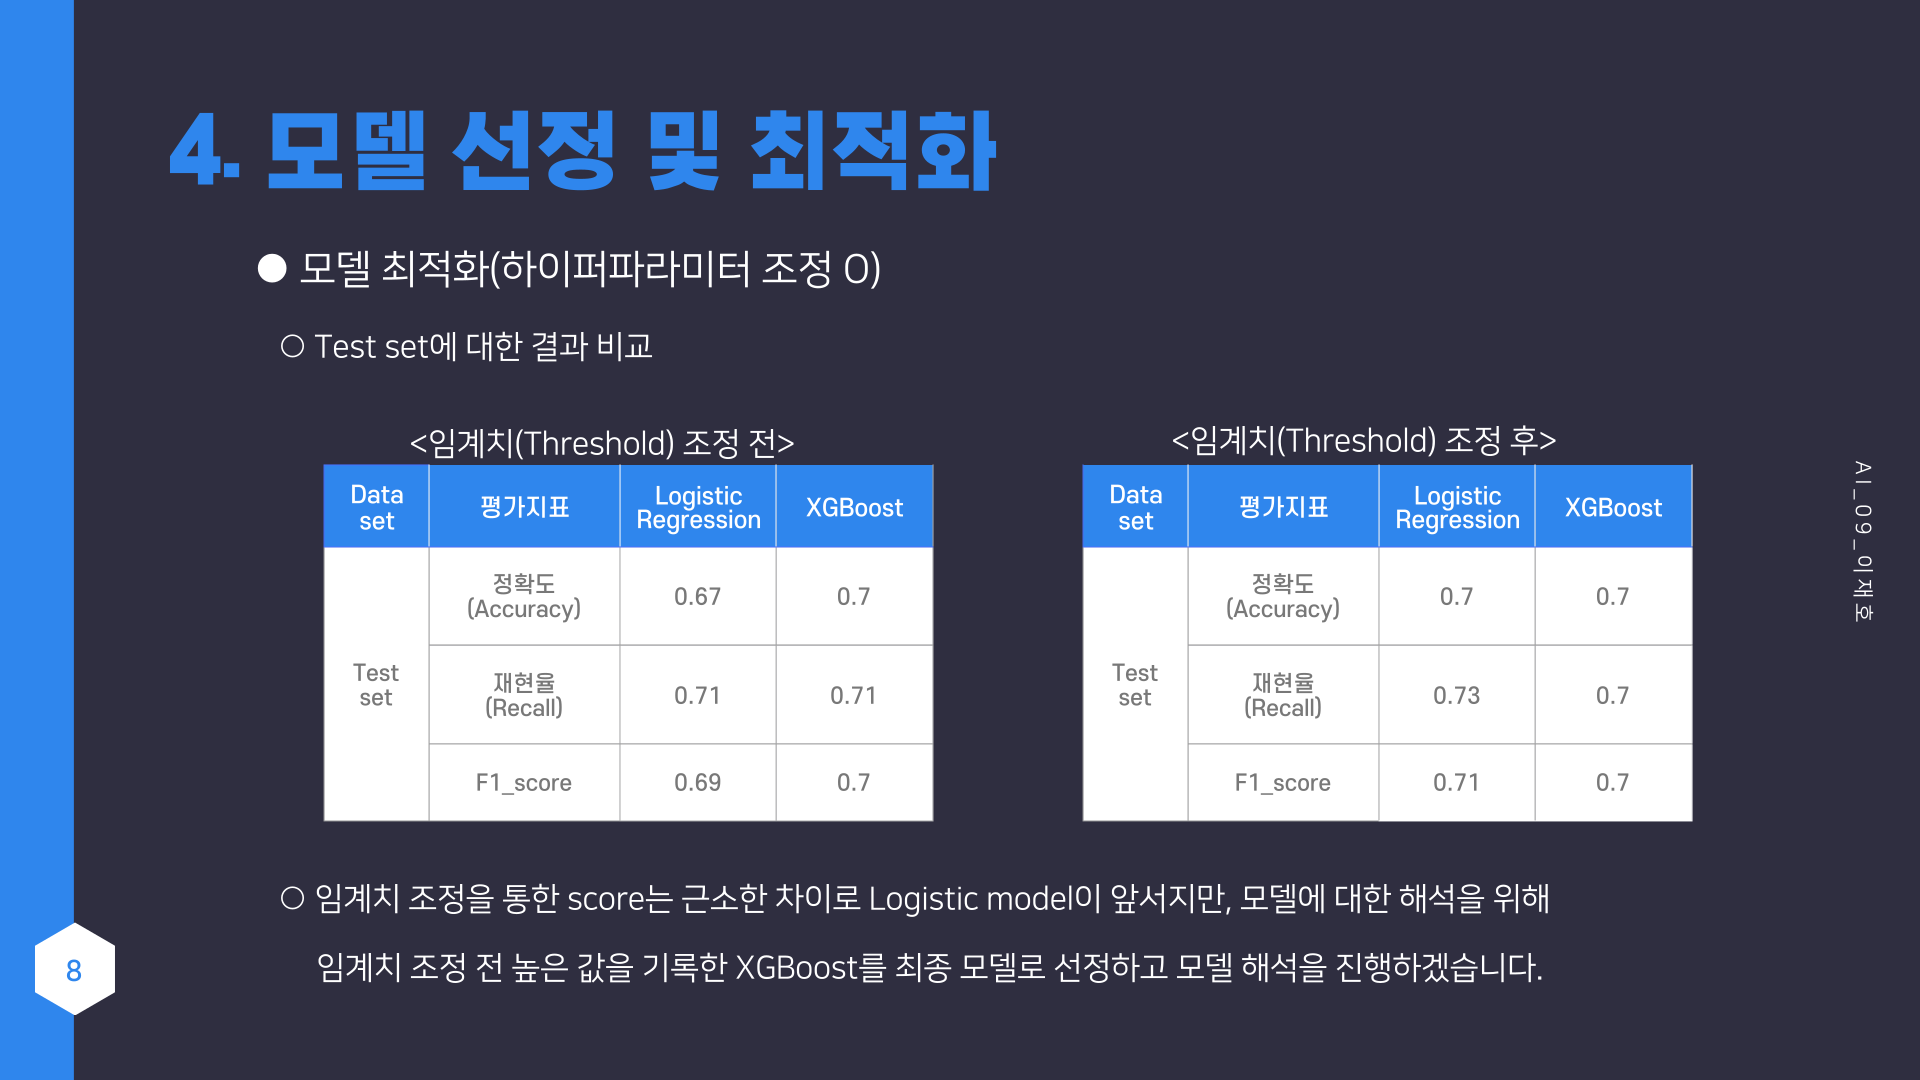 4. 모델 선정 및 최적화
● 모델 최적화(하이퍼파라미터 조정 O)
○ Test set에 대한 결과 비교
<임계치(Threshold) 조정 전>
Data set 평가지표 Logistic Regression XGBoost
Test set
정확도 (Accuracy) 0.67 0.7
재현율 (Recall) 0.71 0.71
F1_score 0.69 0.7
<임계치(Threshold) 조정 후>
Data set 평가지표 Logistic Regression XGBoost
Test set
정확도 (Accuracy) 0.7 0.7
재현율 (Recall) 0.73 0.7
F1_score 0.71 0.7
○ 임계치 조정을 통한 score는 근소한 차이로 Logistic model이 앞서지만, 모델에 대한 해석을 위해
임계치 조정 전 높은 값을 기록한 XGBoost를 최종 모델로 선정하고 모델 해석을 진행하겠습니다.
AI_09_이재호
8